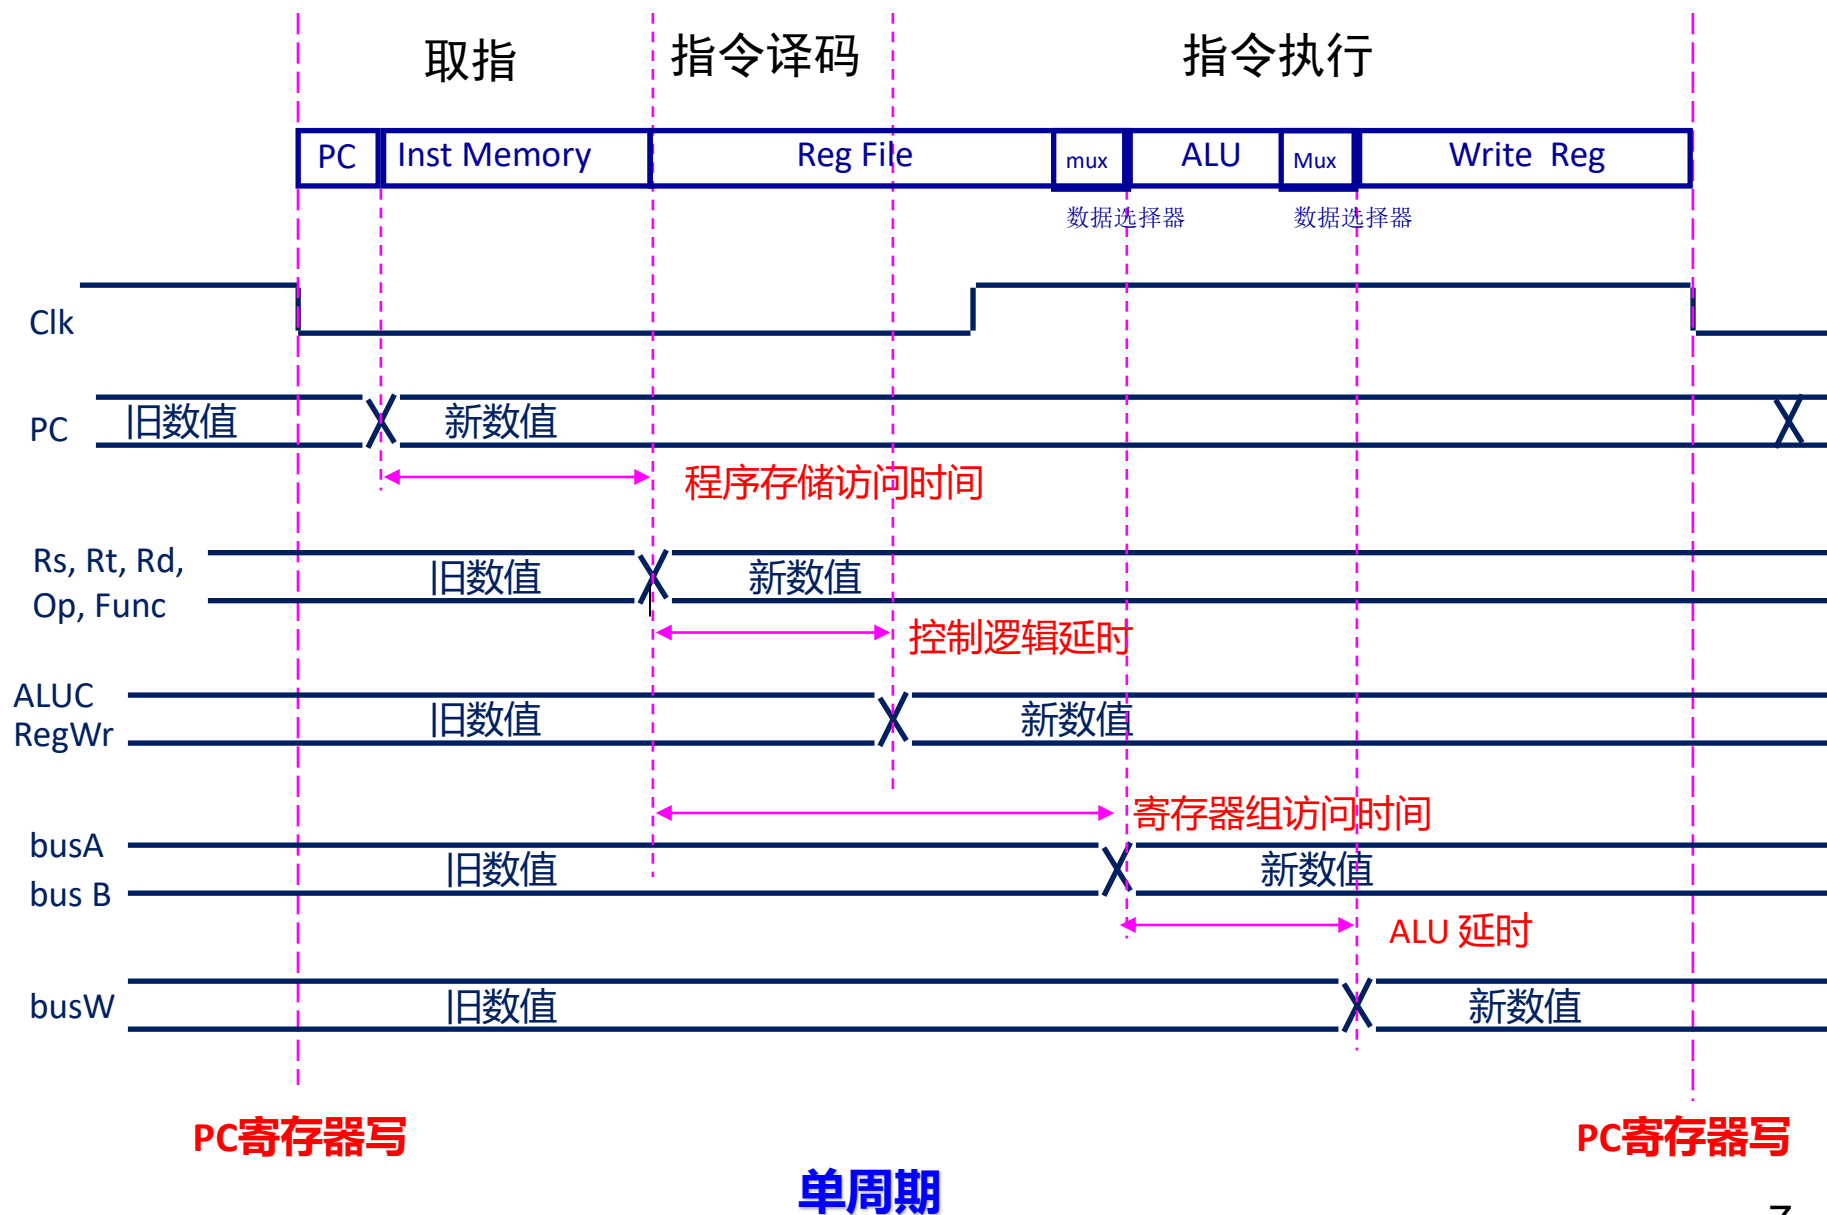 取指
指令译码
指令执行
PC
Inst Memory
Reg File
mux
ALU
Mux
Write Reg
数据选择器
数据选择器
Clk
PC
旧数值
新数值
程序存储访问时间
Rs, Rt, Rd,
Op, Func
旧数值
新数值
控制逻辑延时
ALUC
RegWr
旧数值
新数值
寄存器组访问时间
busA
bus B
旧数值
新数值
ALU 延时
busW
旧数值
新数值
PC寄存器写
PC寄存器写
单周期